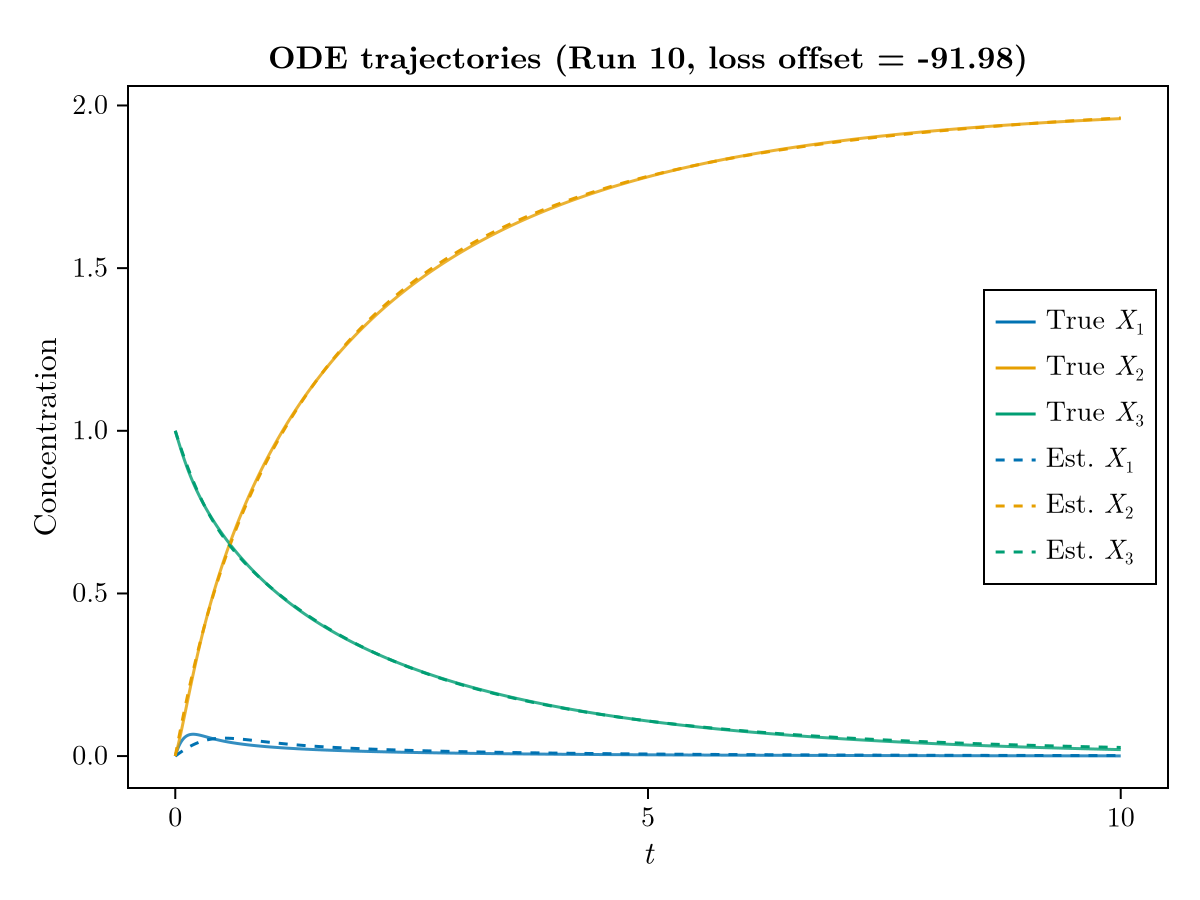 ODE trajectories (Run 10, loss offset = -91.98)
2.0
1.5
1.0
0.5
0.0
Concentration
True X₁
True X₂
True X₃
Est. X₁
Est. X₂
Est. X₃
0 5 10
t